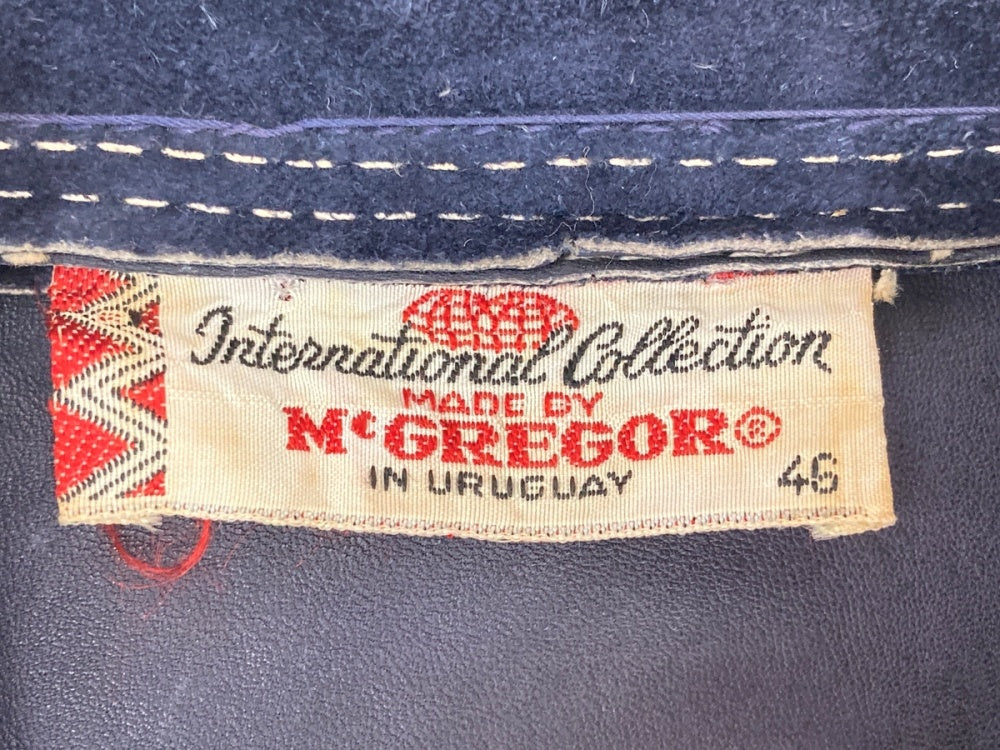 International Collection
MADE BY
McGREGOR®
IN URUGUAY
46